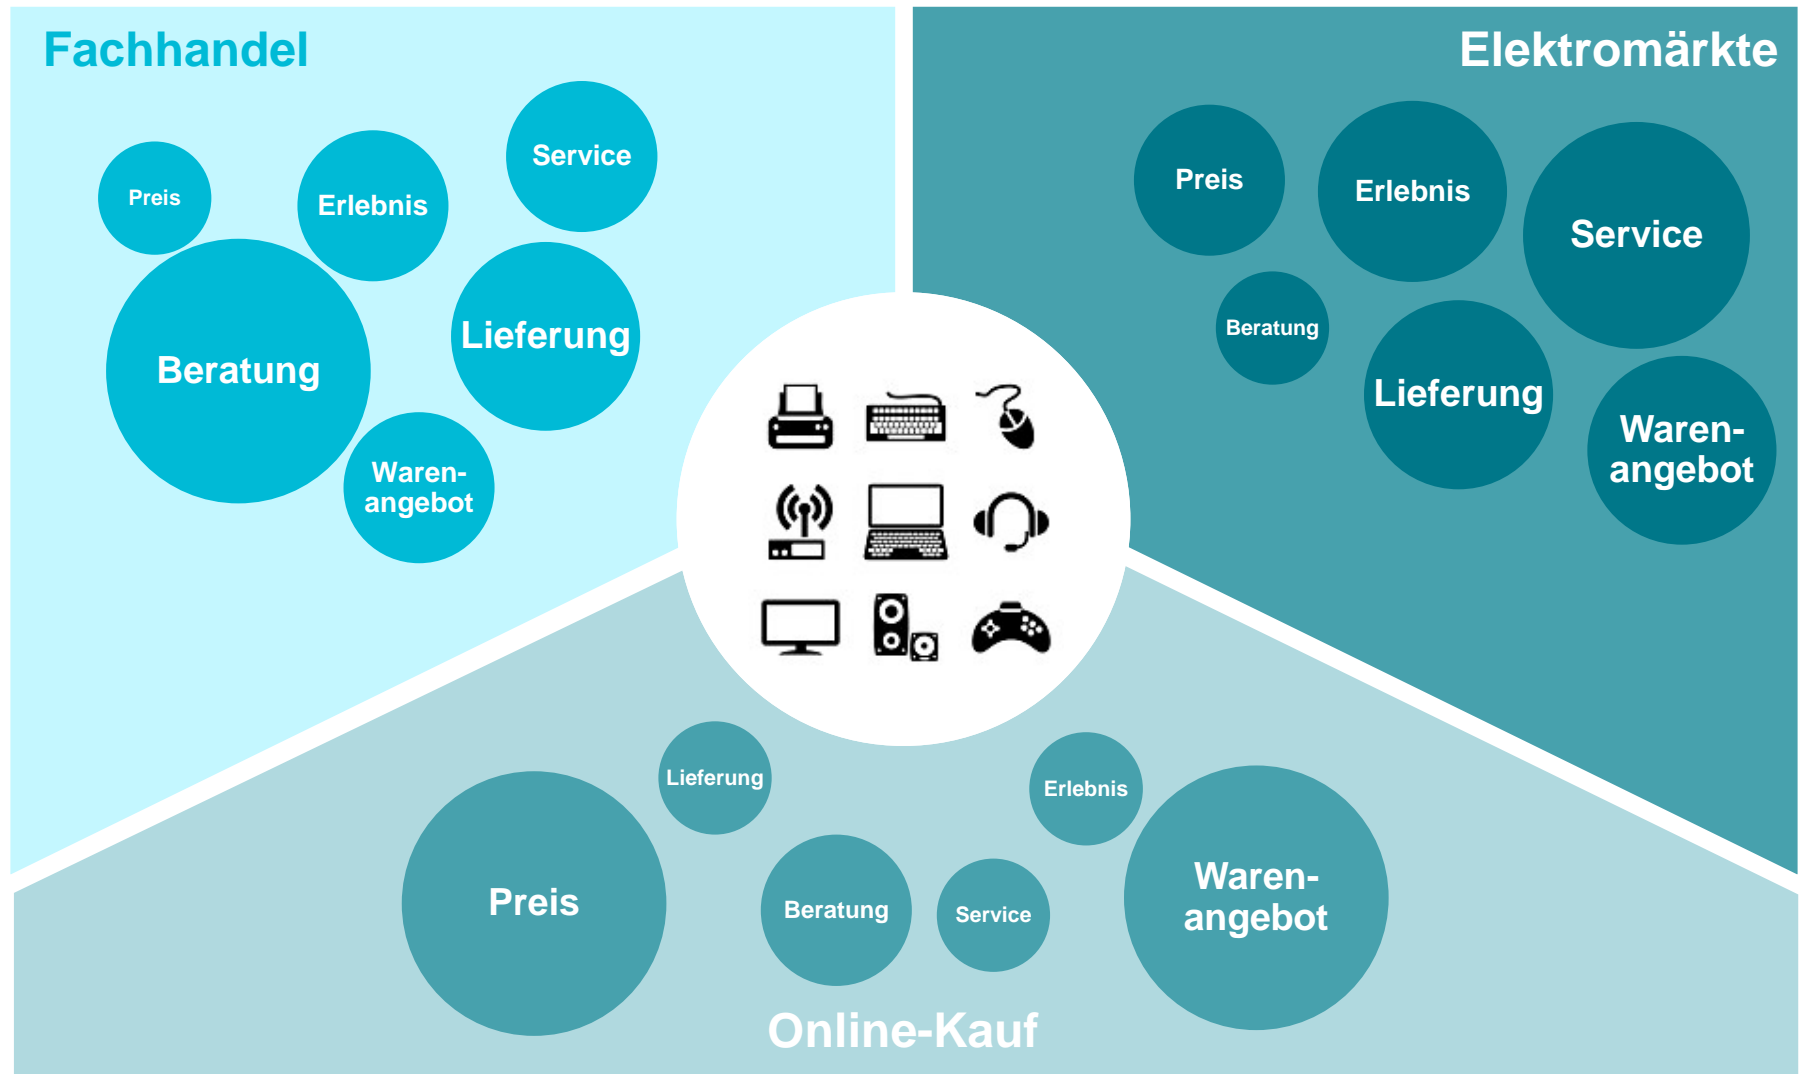 Fachhandel
Preis
Erlebnis
Service
Beratung
Lieferung
Waren-
angebot
Elektromärkte
Preis
Erlebnis
Service
Beratung
Lieferung
Waren-
angebot
Lieferung
Erlebnis
Preis
Beratung
Service
Waren-
angebot
Online-Kauf